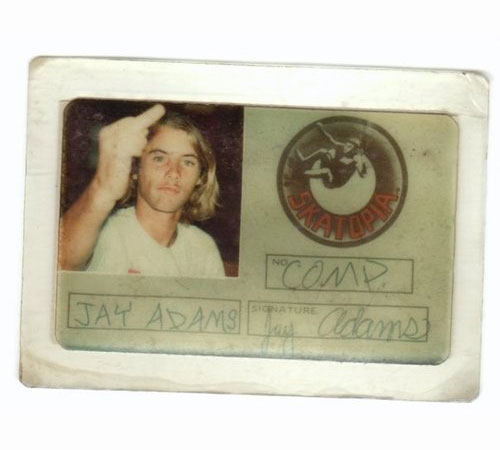 SKATOPIA
NO. COMP.
JAY ADAMS
SIGNATURE
Jay Adams